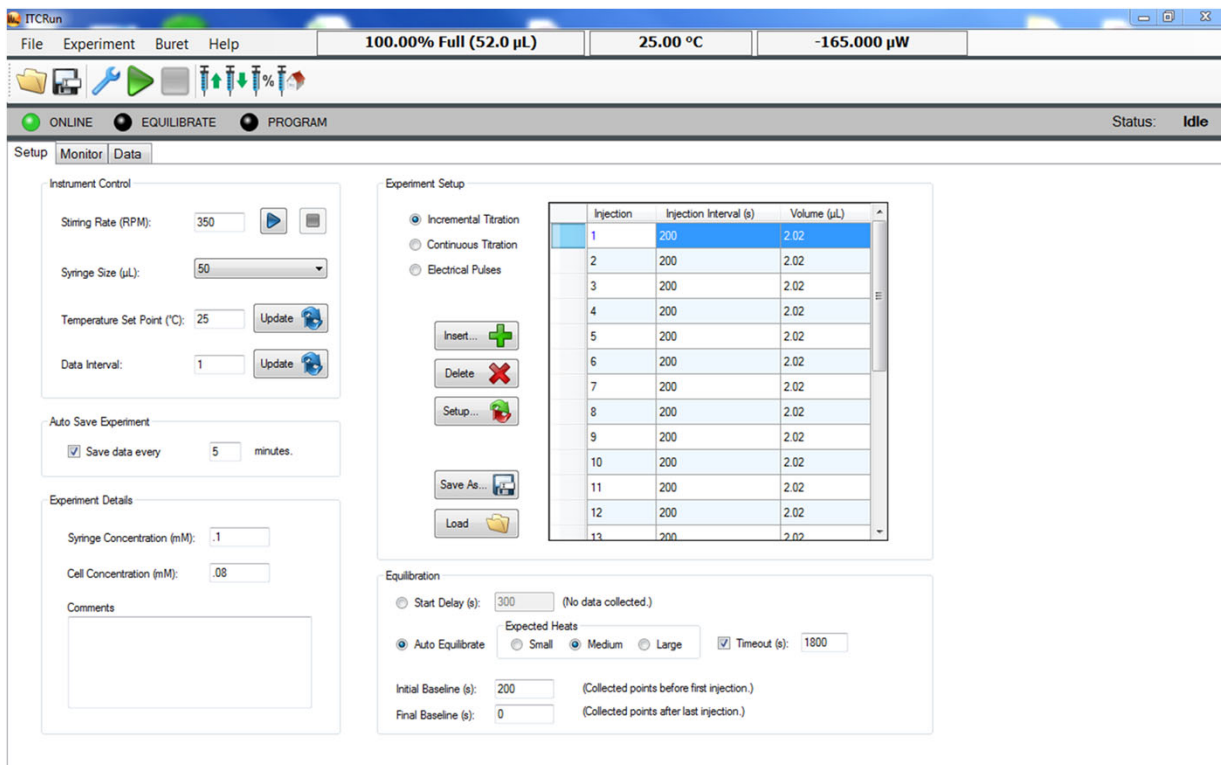 ITCRun
File Experiment Buret Help
100.00% Full (52.0 µL) 25.00 °C -165.000 µW
%
ONLINE EQUILIBRATE PROGRAM Status: Idle
Setup Monitor Data
Instrument Control
Stirring Rate (RPM): 350
Syringe Size (µL): 50
Temperature Set Point (°C): 25 Update
Data Interval: 1 Update
Auto Save Experiment
Save data every 5 minutes.
Experiment Details
Syringe Concentration (mM): .1
Cell Concentration (mM): .08
Comments
Experiment Setup
Incremental Titration
Continuous Titration
Electrical Pulses
Insert...
Delete
Setup...
Save As...
Load
Injection Injection Interval (s) Volume (µL)
1 200 2.02
2 200 2.02
3 200 2.02
4 200 2.02
5 200 2.02
6 200 2.02
7 200 2.02
8 200 2.02
9 200 2.02
10 200 2.02
11 200 2.02
12 200 2.02
13 200 2.02
Equilibration
Start Delay (s): 300 (No data collected.)
Expected Heats
Auto Equilibrate Small Medium Large Timeout (s): 1800
Initial Baseline (s): 200 (Collected points before first injection.)
Final Baseline (s): 0 (Collected points after last injection.)